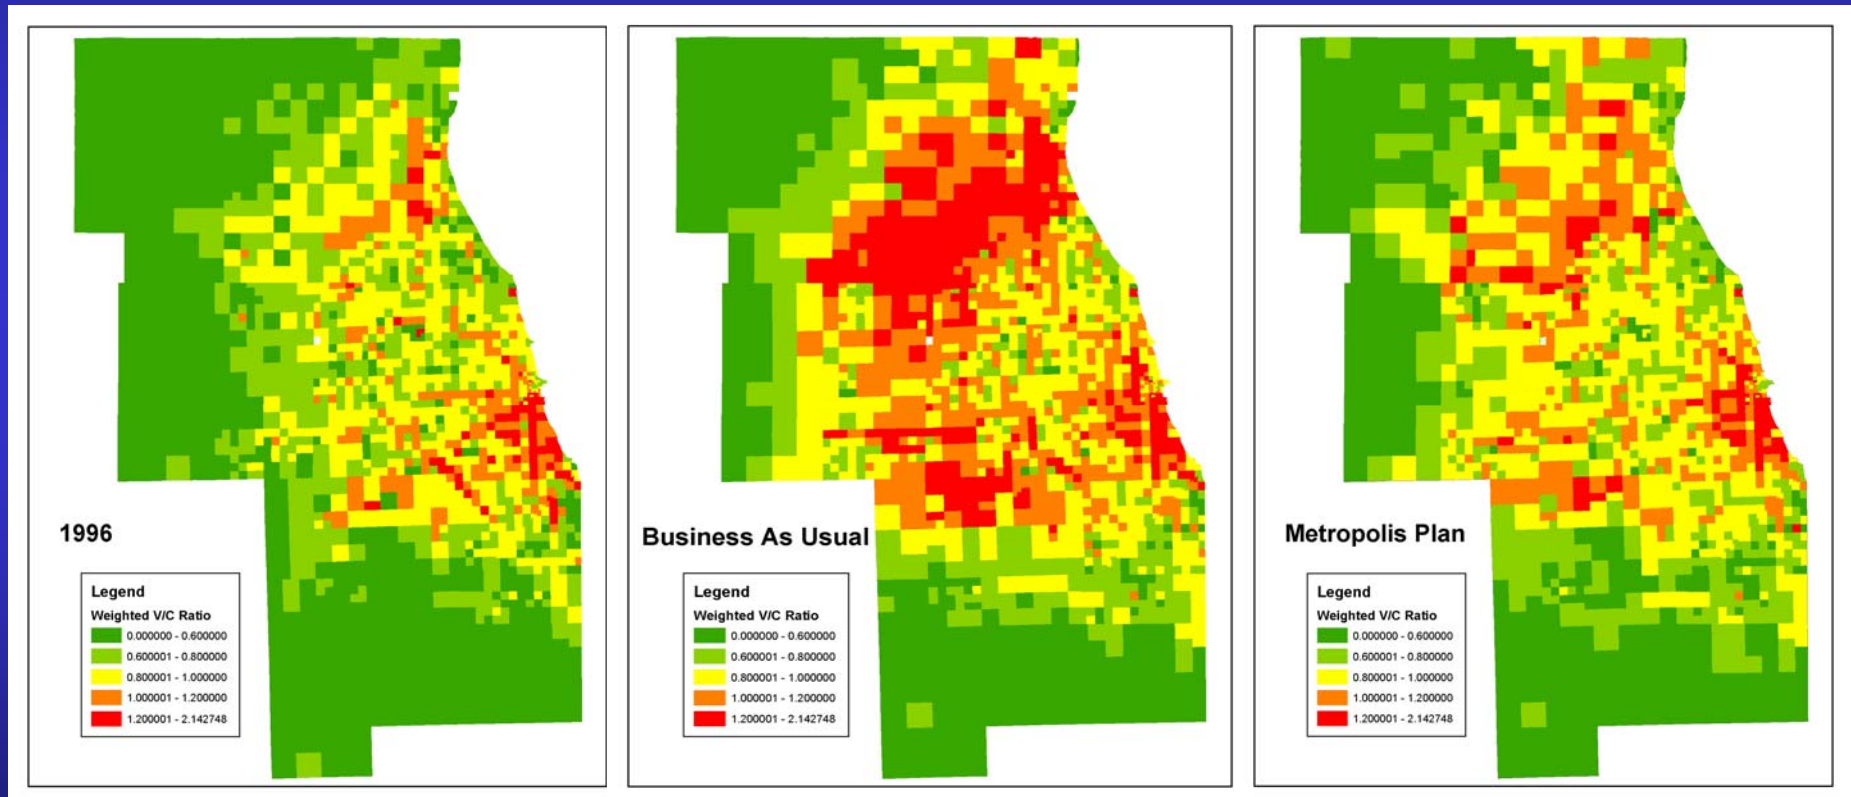 1996
Legend
Weighted V/C Ratio
0.000000 - 0.600000
0.600001 - 0.800000
0.800001 - 1.000000
1.000001 - 1.200000
1.200001 - 2.142748
Business As Usual
Legend
Weighted V/C Ratio
0.000000 - 0.600000
0.600001 - 0.800000
0.800001 - 1.000000
1.000001 - 1.200000
1.200001 - 2.142748
Metropolis Plan
Legend
Weighted V/C Ratio
0.000000 - 0.600000
0.600001 - 0.800000
0.800001 - 1.000000
1.000001 - 1.200000
1.200001 - 2.142748